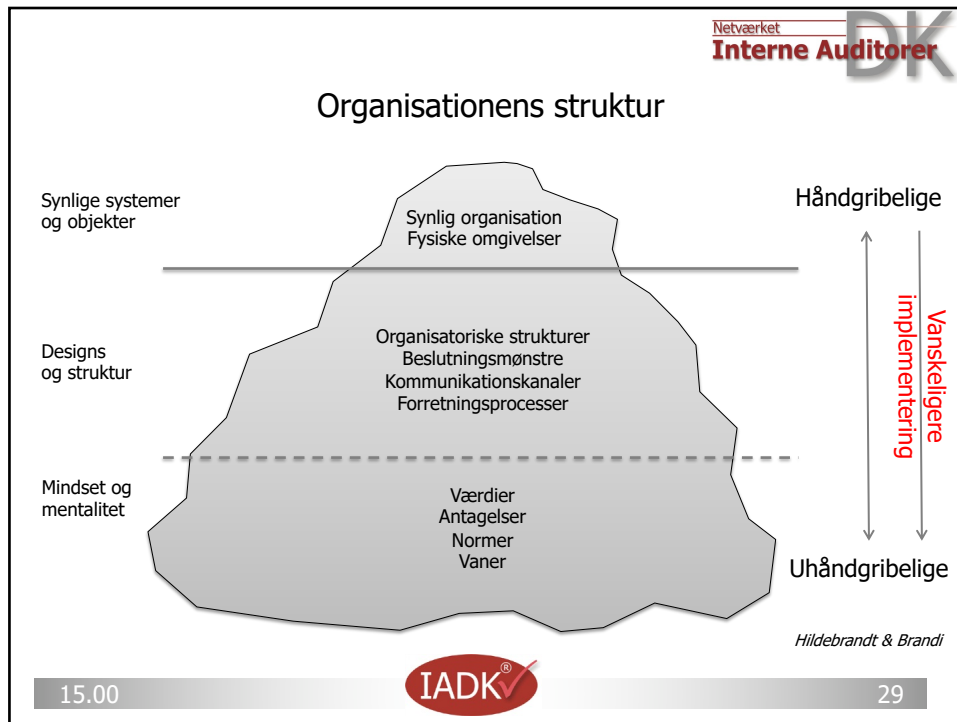 Netværket
Interne Auditorer
DK
Organisationens struktur
Synlige systemer
og objekter
Synlig organisation
Fysiske omgivelser
Håndgribelige
Designs
og struktur
Organisatoriske strukturer
Beslutningsmønstre
Kommunikationskanaler
Forretningsprocesser
Vanskeligere
implementering
Mindset og
mentalitet
Værdier
Antagelser
Normer
Vaner
Uhåndgribelige
Hildebrandt & Brandi
15.00
IADK®
29